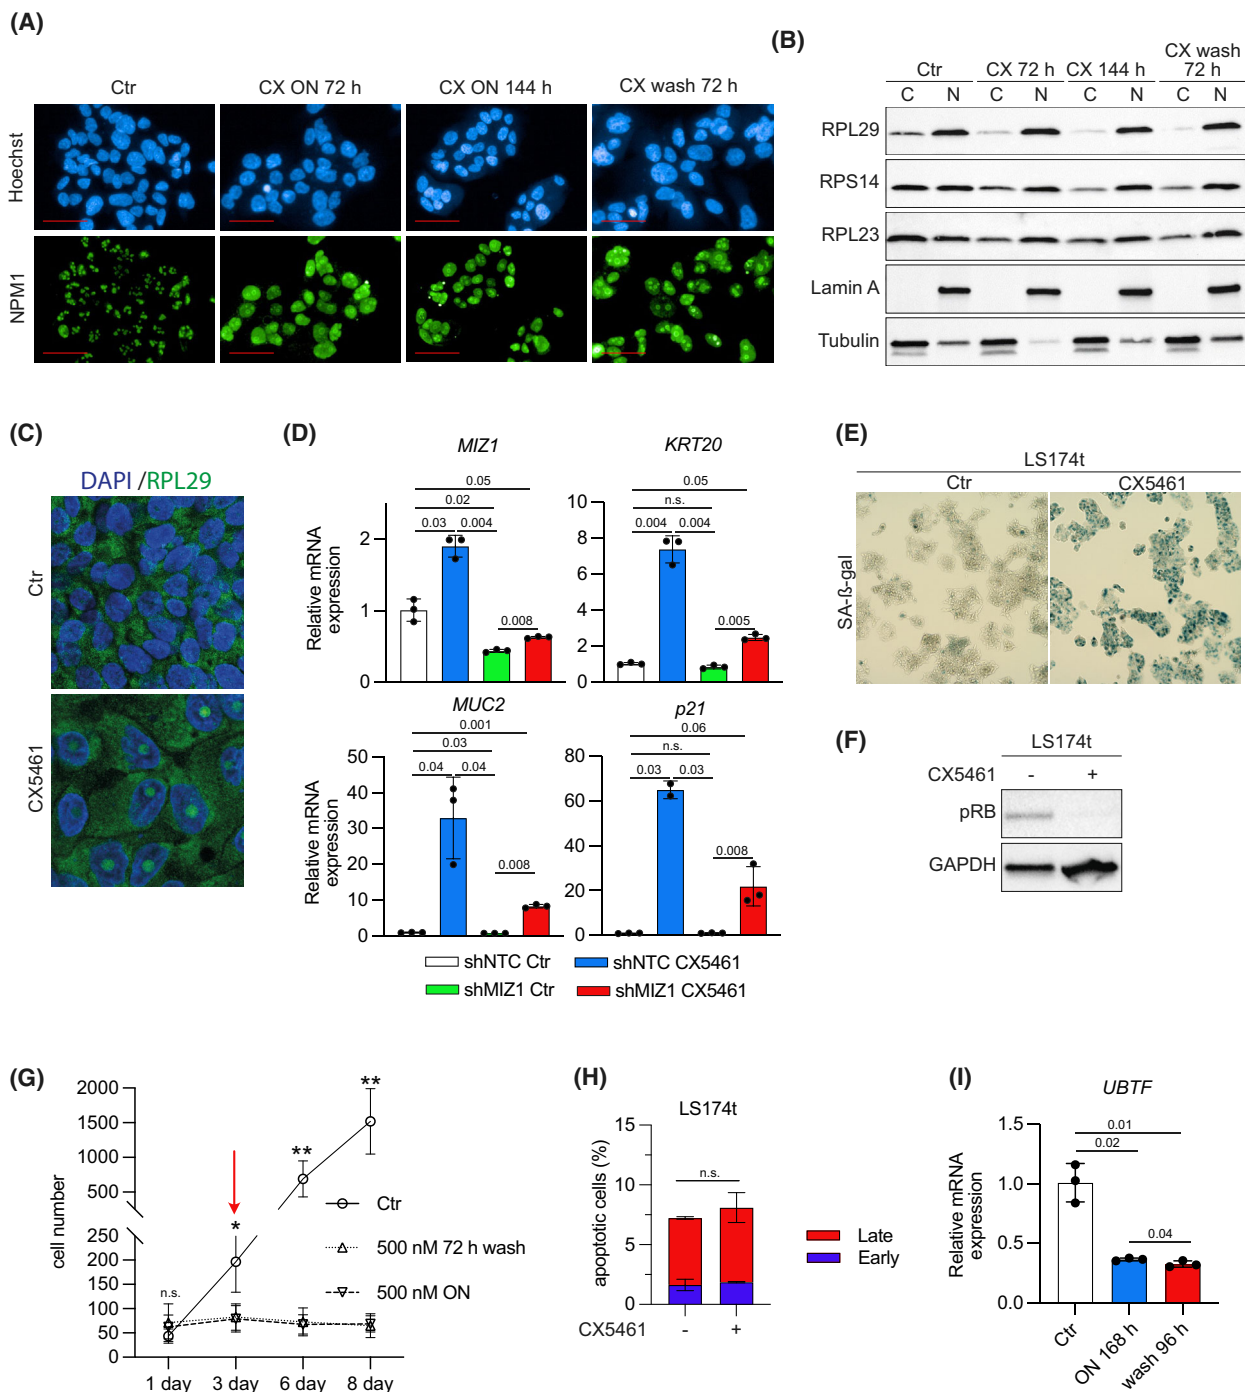 (A)
Ctr CX ON 72 h CX ON 144 h CX wash 72 h
Hoechst
NPM1
(B)
Ctr CX 72 h CX 144 h CX wash 72 h
C N C N C N C N
RPL29
RPS14
RPL23
Lamin A
Tubulin
(C)
DAPI /RPL29
Ctr
CX5461
(D)
MIZ1
Relative mRNA expression
2
1
0
0.05
0.02
0.03 0.004
0.008
KRT20
10
8
6
4
2
0
0.05
n.s.
0.004 0.004
0.005
MUC2
Relative mRNA expression
50
40
30
20
10
0
0.001
0.03
0.04 0.04
0.008
p21
80
60
40
20
0
0.06
n.s.
0.03 0.03
0.008
shNTC Ctr shNTC CX5461
shMIZ1 Ctr shMIZ1 CX5461
(E)
LS174t
Ctr CX5461
SA-ß-gal
(F)
LS174t
CX5461 - +
pRB
GAPDH
(G)
cell number
2000
1500
1000
500
250
200
150
100
50
0
n.s.
*
**
**
Ctr
500 nM 72 h wash
500 nM ON
1 day 3 day 6 day 8 day
(H)
LS174t
apoptotic cells (%)
15
10
5
0
n.s.
CX5461 - +
Late
Early
(I)
UBTF
Relative mRNA expression
1.5
1.0
0.5
0.0
0.01
0.02
0.04
Ctr
ON 168 h
wash 96 h